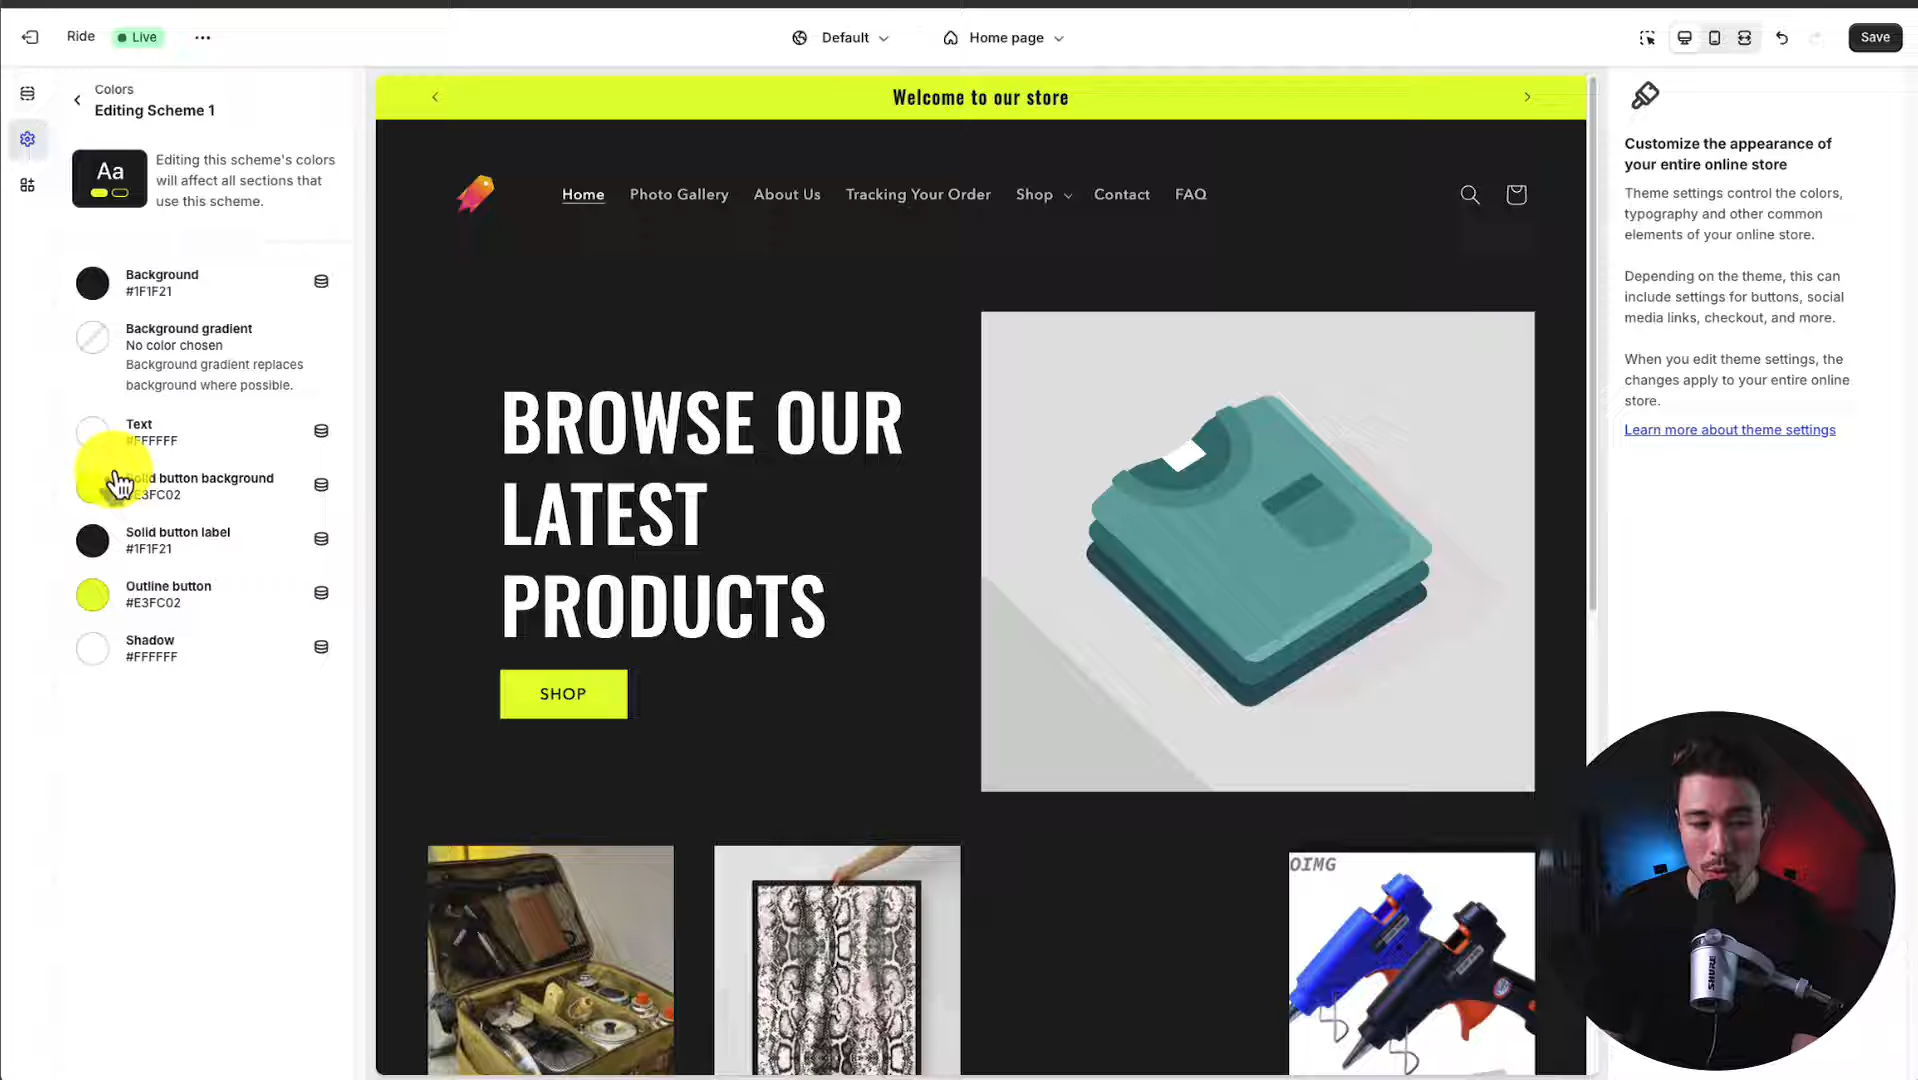 Ride
Live
Default
Home page
Save
Colors
Editing Scheme 1
Aa
Editing this scheme's colors
will affect all sections that
use this scheme.
Background
#1F1F21
Background gradient
No color chosen
Background gradient replaces
background where possible.
Text
#FFFFFF
button background
Solid button label
#1F1F21
Outline button
#E3FC02
Shadow
#FFFFFF
Welcome to our store
Home
Photo Gallery
About Us
Tracking Your Order
Shop
Contact
FAQ
BROWSE OUR
LATEST
PRODUCTS
SHOP
OIMG
Customize the appearance of
your entire online store
Theme settings control the colors,
typography and other common
elements of your online store.
Depending on the theme, this can
include settings for buttons, social
media links, checkout, and more.
When you edit theme settings, the
changes apply to your entire online
store.
Learn more about theme settings
SHURE